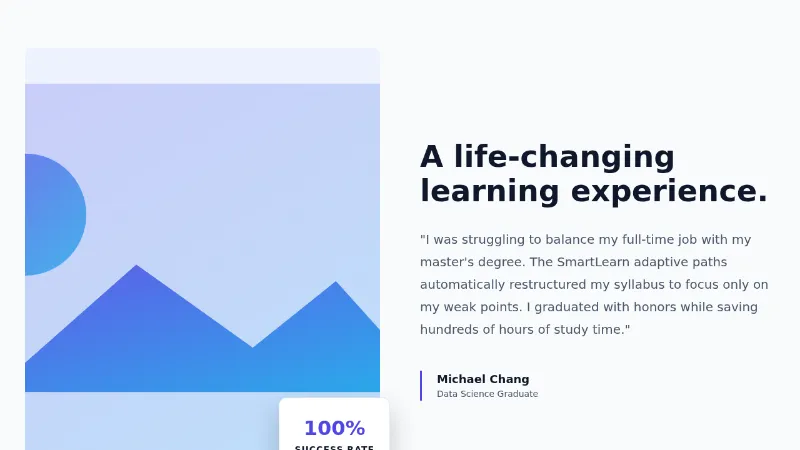 A life-changing
learning experience.
"I was struggling to balance my full-time job with my
master's degree. The SmartLearn adaptive paths
automatically restructured my syllabus to focus only on
my weak points. I graduated with honors while saving
hundreds of hours of study time."
Michael Chang
Data Science Graduate
100%
SUCCESS RATE